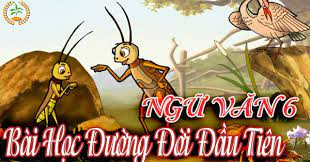 NGỮ VĂN 6
Bài Học Đường Đời Đầu Tiên